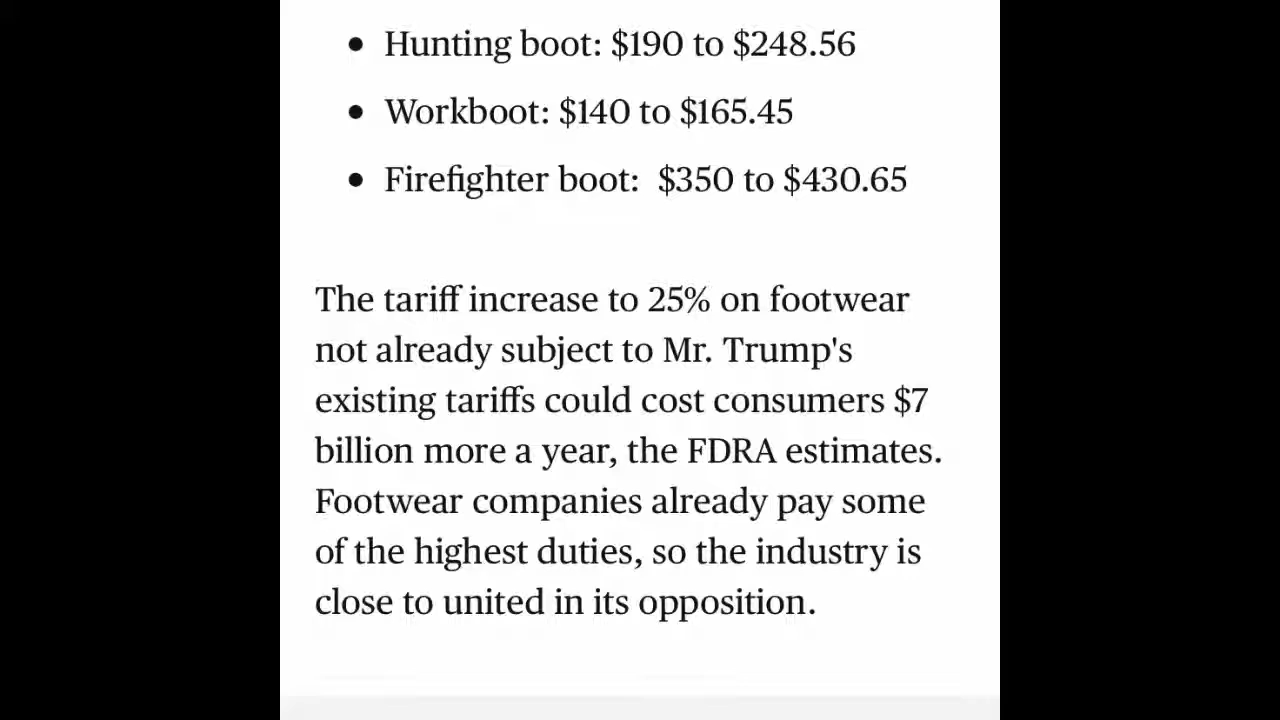 • Hunting boot: $190 to $248.56
• Workboot: $140 to $165.45
• Firefighter boot:  $350 to $430.65
The tariff increase to 25% on footwear
not already subject to Mr. Trump's
existing tariffs could cost consumers $7
billion more a year, the FDRA estimates.
Footwear companies already pay some
of the highest duties, so the industry is
close to united in its opposition.